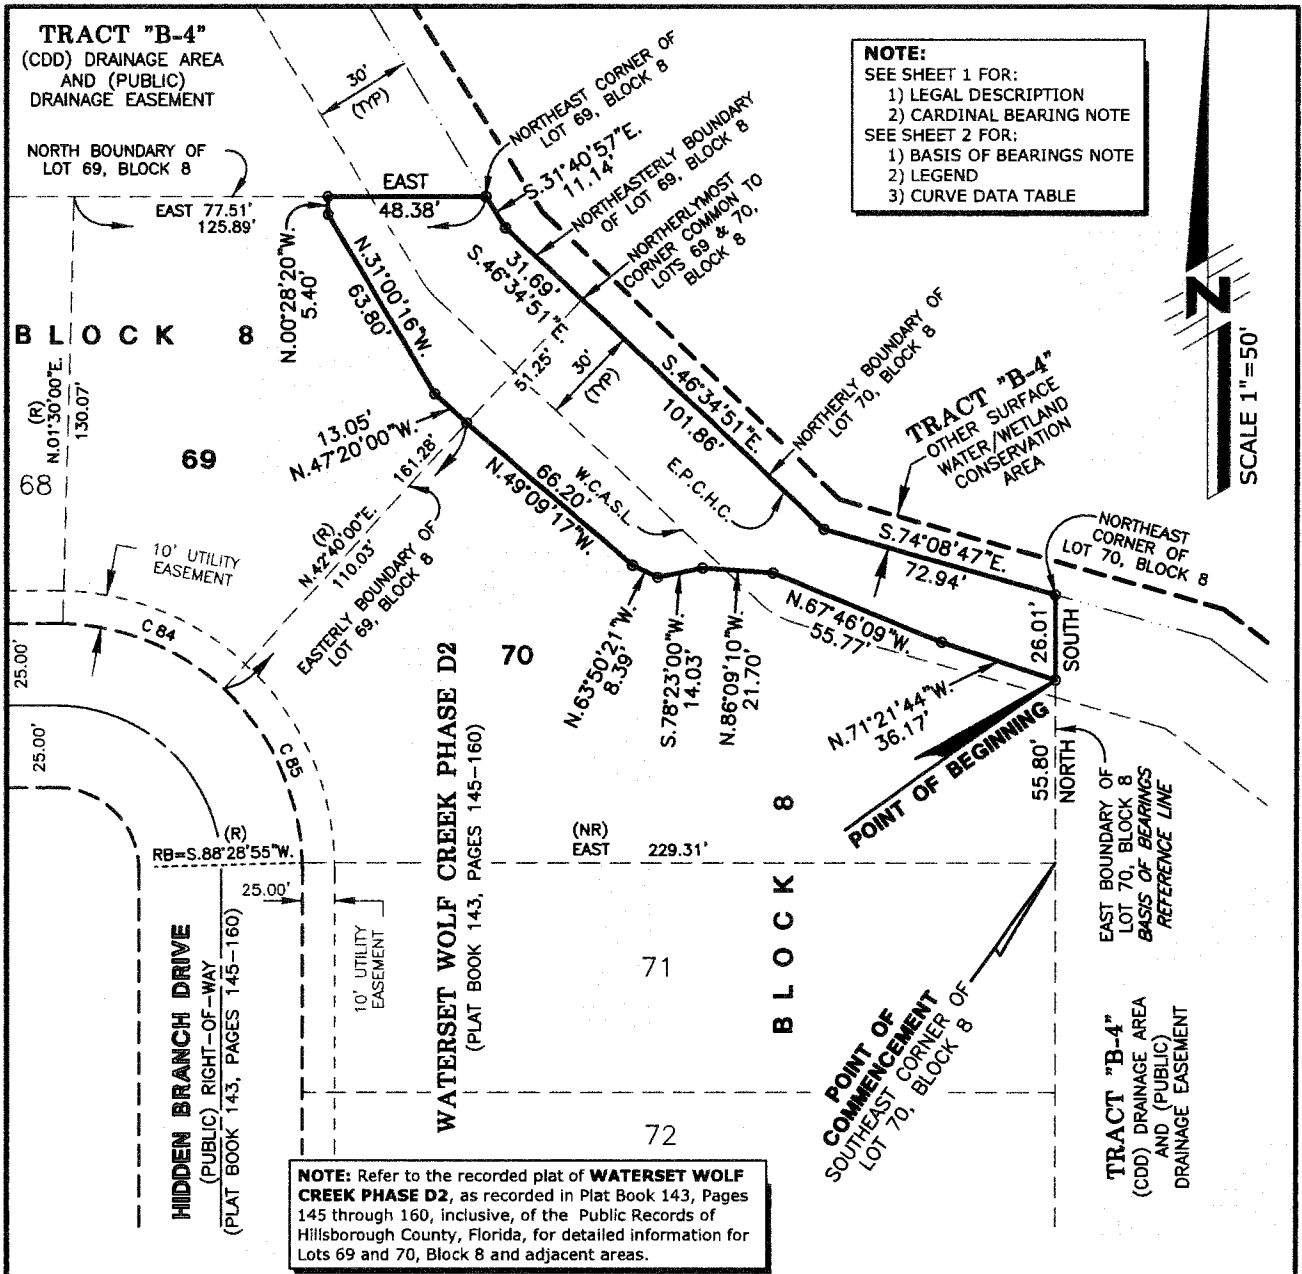 TRACT "B-4"
(CDD) DRAINAGE AREA
AND (PUBLIC)
DRAINAGE EASEMENT
NORTH BOUNDARY OF
LOT 69, BLOCK 8
30'
(TYP)
NORTHEAST CORNER OF
LOT 69, BLOCK 8
S.31°40'57"E.
11.14'
NORTHEASTERLY BOUNDARY
OF LOT 69, BLOCK 8
NORTHERLYMOST
CORNER COMMON TO
LOTS 69 & 70,
BLOCK 8
NOTE:
SEE SHEET 1 FOR:
1) LEGAL DESCRIPTION
2) CARDINAL BEARING NOTE
SEE SHEET 2 FOR:
1) BASIS OF BEARINGS NOTE
2) LEGEND
3) CURVE DATA TABLE
N
SCALE 1"=50'
EAST
48.38'
EAST 77.51'
125.89'
N.00°28'20"W.
5.40'
N.31°00'16"W.
63.80'
31.69'
S.46°34'51"E.
51.25'
30'
(TYP)
S.46°34'51"E.
101.86'
NORTHERLY BOUNDARY OF
LOT 70, BLOCK 8
TRACT "B-4"
OTHER SURFACE
WATER/WETLAND
CONSERVATION
AREA
BLOCK 8
(R)
N.01°30'00"E.
130.07'
68
69
13.05'
N.47°20'00"W.
161.28'
(R)
N.42°40'00"E.
110.03'
EASTERLY BOUNDARY OF
LOT 69, BLOCK 8
66.20'
N.49°09'17"W.
W.C.A.S.L.
E.P.C.H.C.
S.74°08'47"E.
72.94'
NORTHEAST
CORNER OF
LOT 70, BLOCK 8
10' UTILITY
EASEMENT
C 84
C 85
25.00'
25.00'
70
N.63°50'21"W.
8.39'
S.78°23'00"W.
14.03'
N.86°09'10"W.
21.70'
N.67°46'09"W.
55.77'
N.71°21'44"W.
36.17'
26.01'
SOUTH
POINT OF BEGINNING
55.80'
NORTH
EAST BOUNDARY OF
LOT 70, BLOCK 8
BASIS OF BEARINGS
REFERENCE LINE
WATERSET WOLF CREEK PHASE D2
(PLAT BOOK 143, PAGES 145-160)
(R)
RB=S.88°28'55"W.
25.00'
(NR)
EAST 229.31'
BLOCK 8
10' UTILITY
EASEMENT
HIDDEN BRANCH DRIVE
(PUBLIC) RIGHT-OF-WAY
(PLAT BOOK 143, PAGES 145-160)
71
72
POINT OF
COMMENCEMENT
SOUTHEAST CORNER OF
LOT 70, BLOCK 8
TRACT "B-4"
(CDD) DRAINAGE AREA
AND (PUBLIC)
DRAINAGE EASEMENT
NOTE: Refer to the recorded plat of WATERSET WOLF
CREEK PHASE D2, as recorded in Plat Book 143, Pages
145 through 160, inclusive, of the Public Records of
Hillsborough County, Florida, for detailed information for
Lots 69 and 70, Block 8 and adjacent areas.